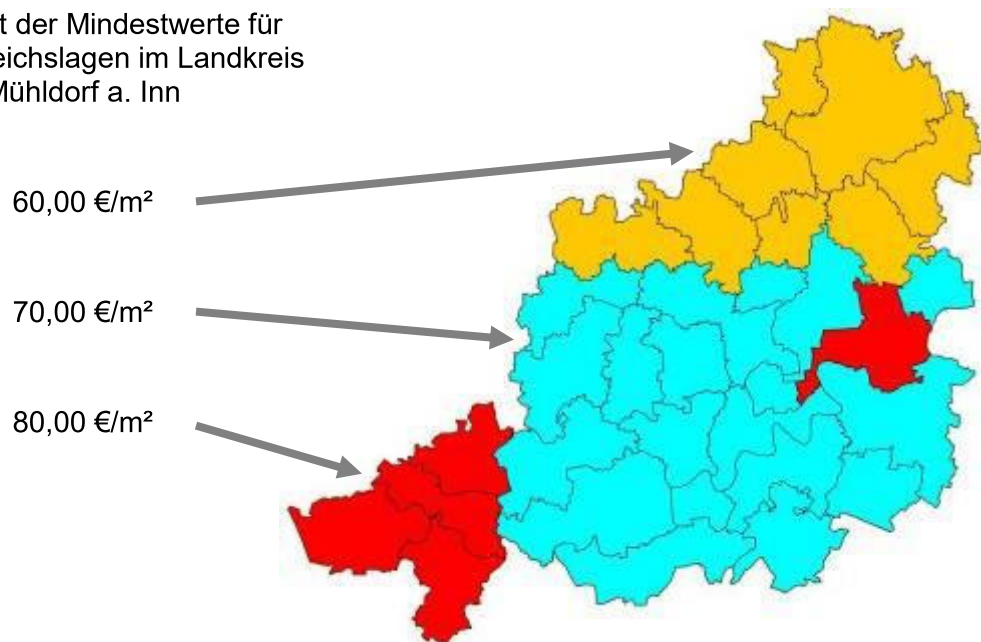 t der Mindestwerte für
eichslagen im Landkreis
Mühldorf a. Inn
60,00 €/m²
70,00 €/m²
80,00 €/m²